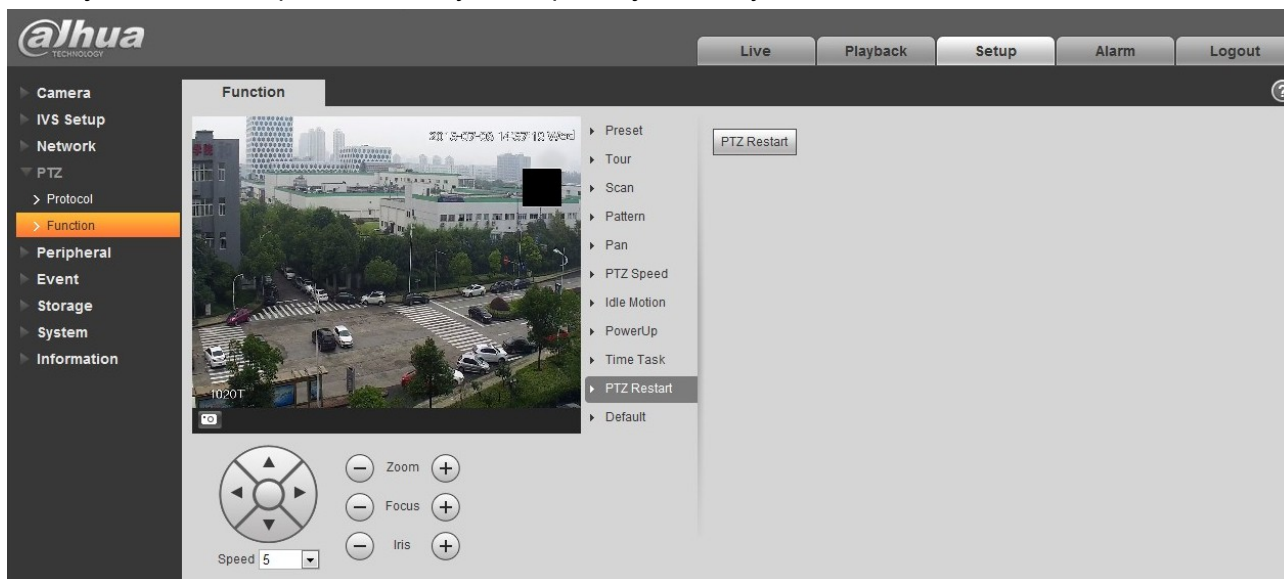 alhua
TECHNOLOGY
Live
Playback
Setup
Alarm
Logout
Camera
IVS Setup
Network
PTZ
Protocol
Function
Peripheral
Event
Storage
System
Information
Function
1020T
Preset
Tour
Scan
Pattern
Pan
PTZ Speed
Idle Motion
PowerUp
Time Task
PTZ Restart
Default
PTZ Restart
Zoom
Focus
Iris
Speed 5